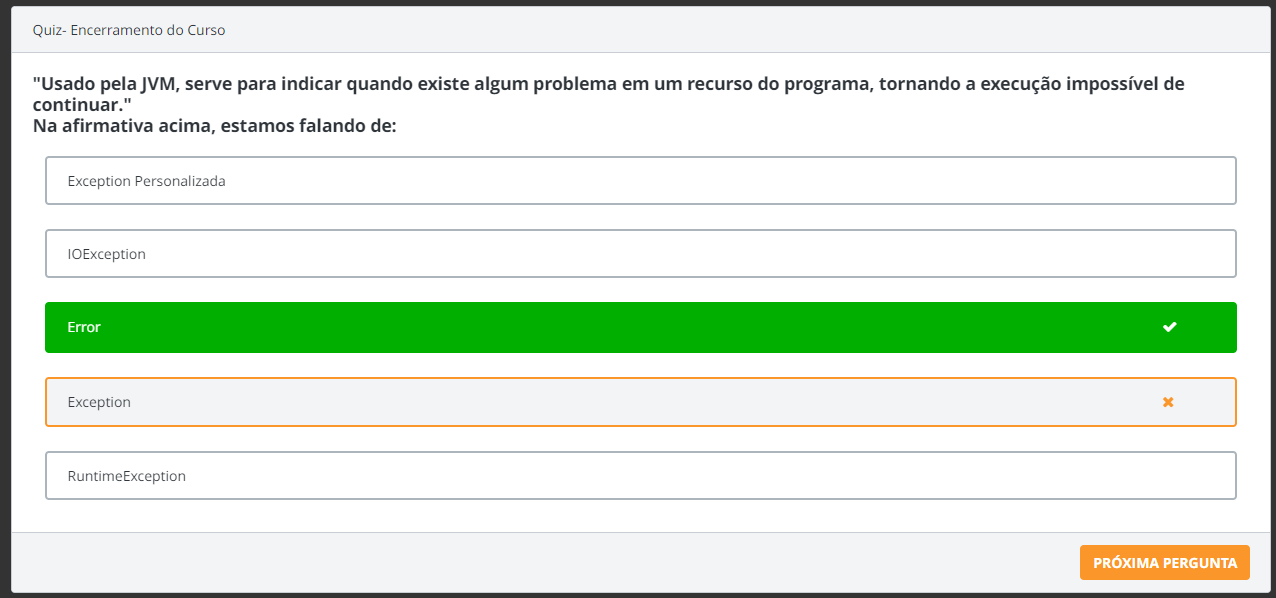 Quiz- Encerramento do Curso
"Usado pela JVM, serve para indicar quando existe algum problema em um recurso do programa, tornando a execução impossível de
continuar."
Na afirmativa acima, estamos falando de:
Exception Personalizada
IOException
Error
Exception
RuntimeException
PRÓXIMA PERGUNTA